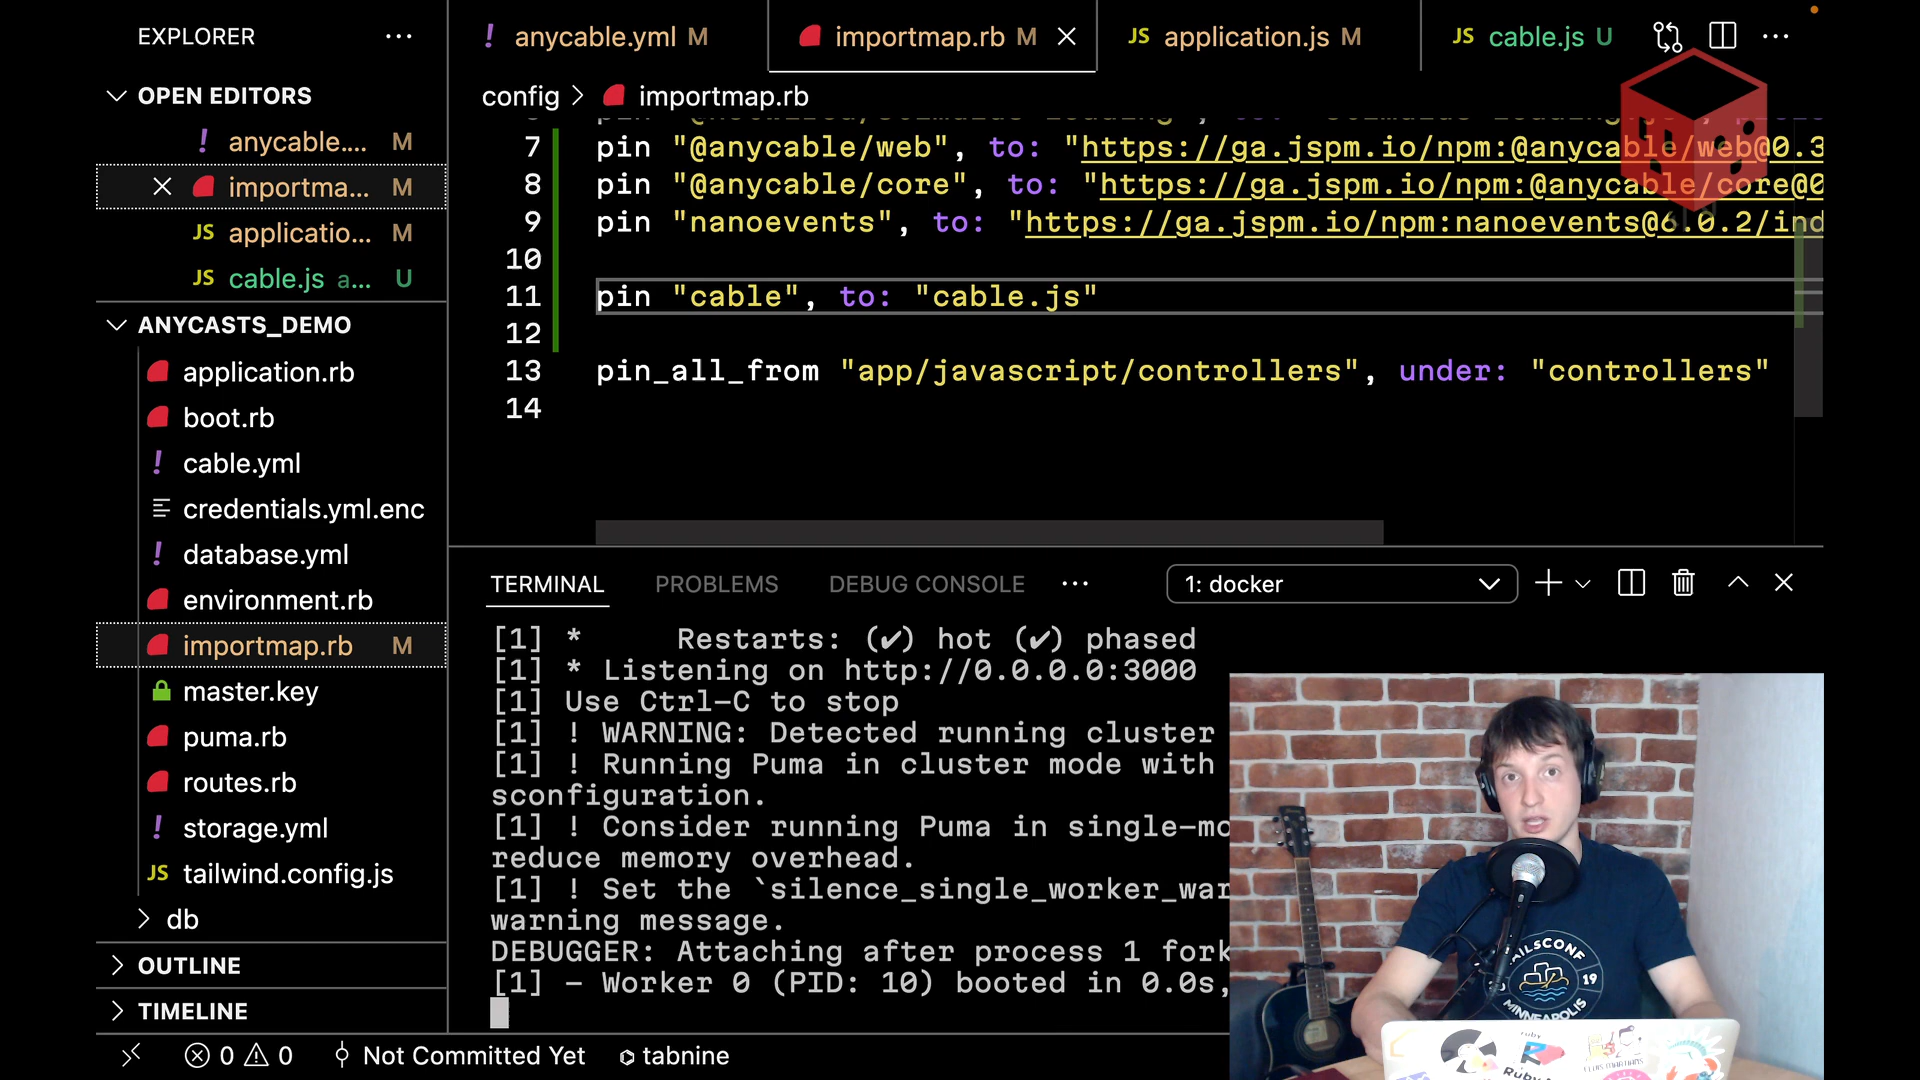 EXPLORER
OPEN EDITORS
anycable....
M
importma...
M
applicatio...
M
cable.js a...
U
ANYCASTS_DEMO
application.rb
boot.rb
cable.yml
credentials.yml.enc
database.yml
environment.rb
importmap.rb
M
master.key
puma.rb
routes.rb
storage.yml
tailwind.config.js
db
OUTLINE
TIMELINE
anycable.yml M
importmap.rb M
application.js M
cable.js U
config > importmap.rb
7 pin "@anycable/web", to: "https://ga.jspm.io/npm:@anycable/web@0.3
8 pin "@anycable/core", to: "https://ga.jspm.io/npm:@anycable/core@0
9 pin "nanoevents", to: "https://ga.jspm.io/npm:nanoevents@6.0.2/ind
10
11 pin "cable", to: "cable.js"
12
13 pin_all_from "app/javascript/controllers", under: "controllers"
14
TERMINAL
PROBLEMS
DEBUG CONSOLE
1: docker
[1] * Restarts: (✔) hot (✔) phased
[1] * Listening on http://0.0.0.0:3000
[1] Use Ctrl-C to stop
[1] ! WARNING: Detected running cluster
[1] ! Running Puma in cluster mode with
sconfiguration.
[1] ! Consider running Puma in single-mo
reduce memory overhead.
[1] ! Set the `silence_single_worker_war
warning message.
DEBUGGER: Attaching after process 1 fork
[1] - Worker 0 (PID: 10) booted in 0.0s,
0
0
Not Committed Yet
tabnine
RAILSCONF
19
MINNEAPOLIS